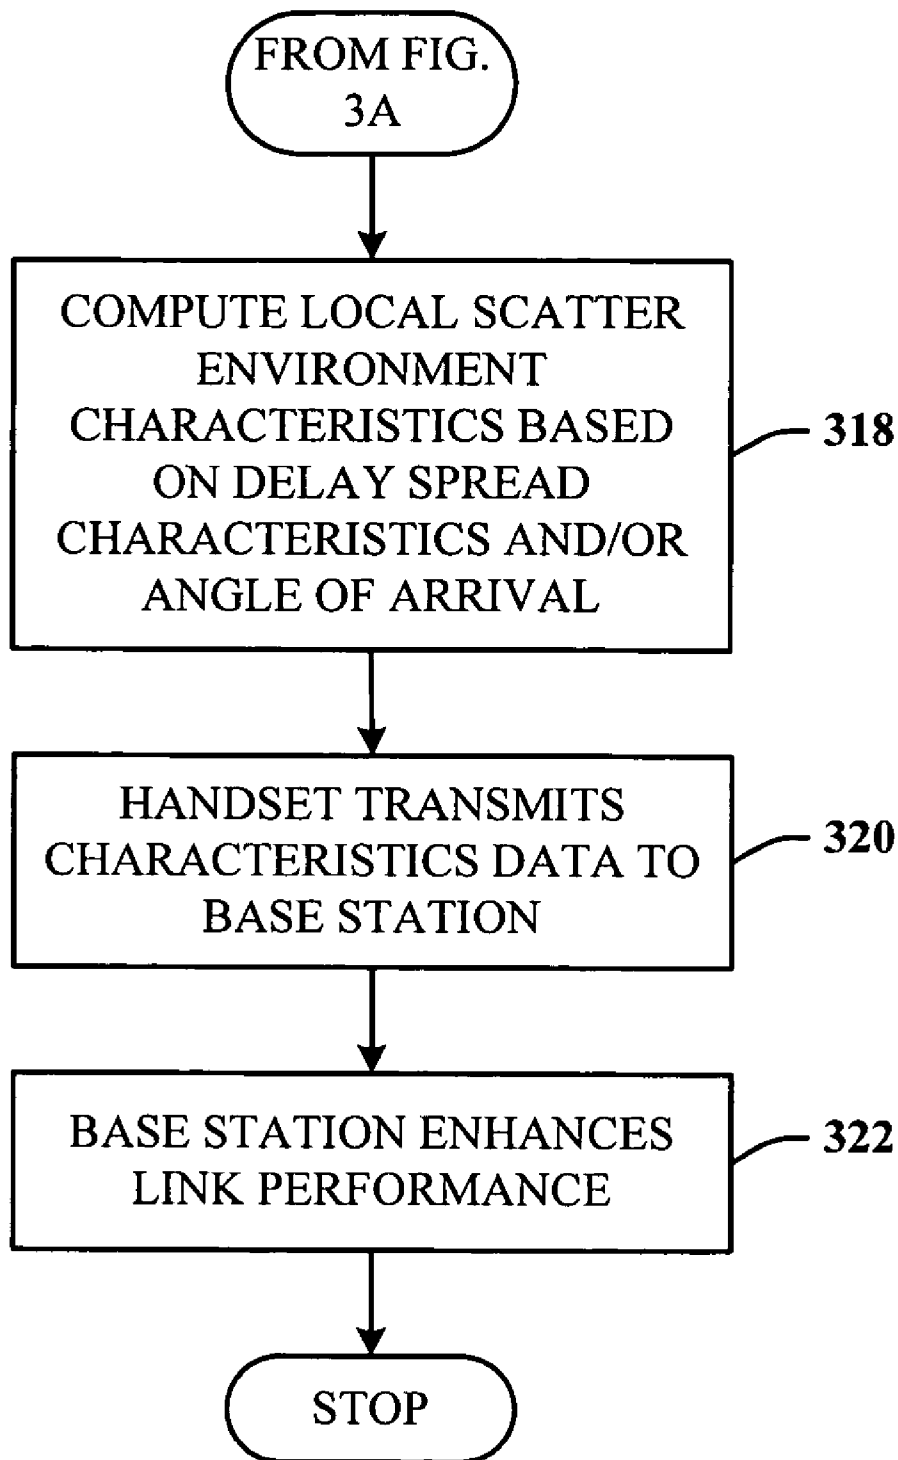 FROM FIG.
3A
COMPUTE LOCAL SCATTER
ENVIRONMENT
CHARACTERISTICS BASED
ON DELAY SPREAD
CHARACTERISTICS AND/OR
ANGLE OF ARRIVAL
318
HANDSET TRANSMITS
CHARACTERISTICS DATA TO
BASE STATION
320
BASE STATION ENHANCES
LINK PERFORMANCE
322
STOP